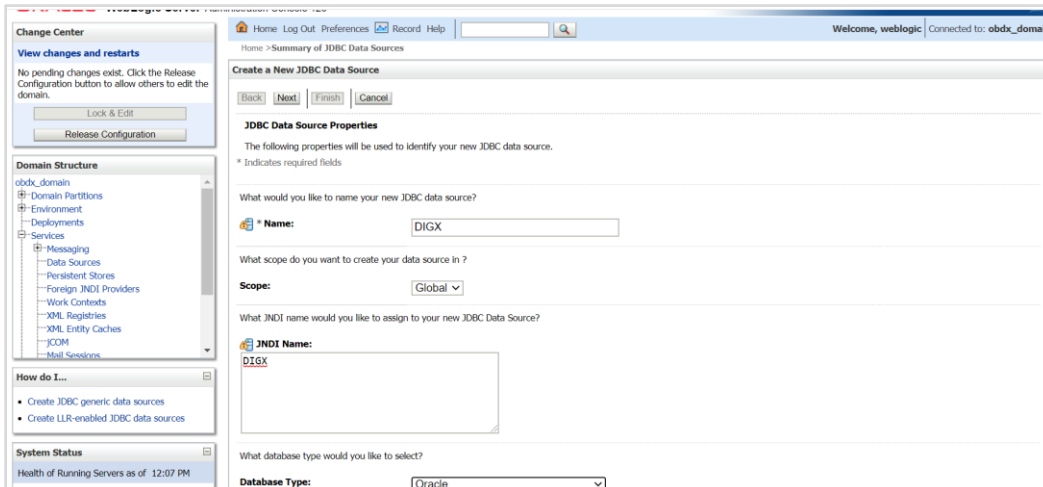 WebLogic Server Administration Console 12c
Change Center
View changes and restarts
No pending changes exist. Click the Release
Configuration button to allow others to edit the
domain.
Lock & Edit
Release Configuration
Domain Structure
obdx_domain
Domain Partitions
Environment
Deployments
Services
Messaging
Data Sources
Persistent Stores
Foreign JNDI Providers
Work Contexts
XML Registries
XML Entity Caches
jCOM
Mail Sessions
How do I...
Create JDBC generic data sources
Create LLR-enabled JDBC data sources
System Status
Health of Running Servers as of 12:07 PM
Home Log Out Preferences Record Help
Welcome, weblogic Connected to: obdx_domai
Home >Summary of JDBC Data Sources
Create a New JDBC Data Source
Back Next Finish Cancel
JDBC Data Source Properties
The following properties will be used to identify your new JDBC data source.
* Indicates required fields
What would you like to name your new JDBC data source?
* Name: DIGX
What scope do you want to create your data source in ?
Scope: Global
What JNDI name would you like to assign to your new JDBC Data Source?
JNDI Name:
DIGX
What database type would you like to select?
Database Type: Oracle